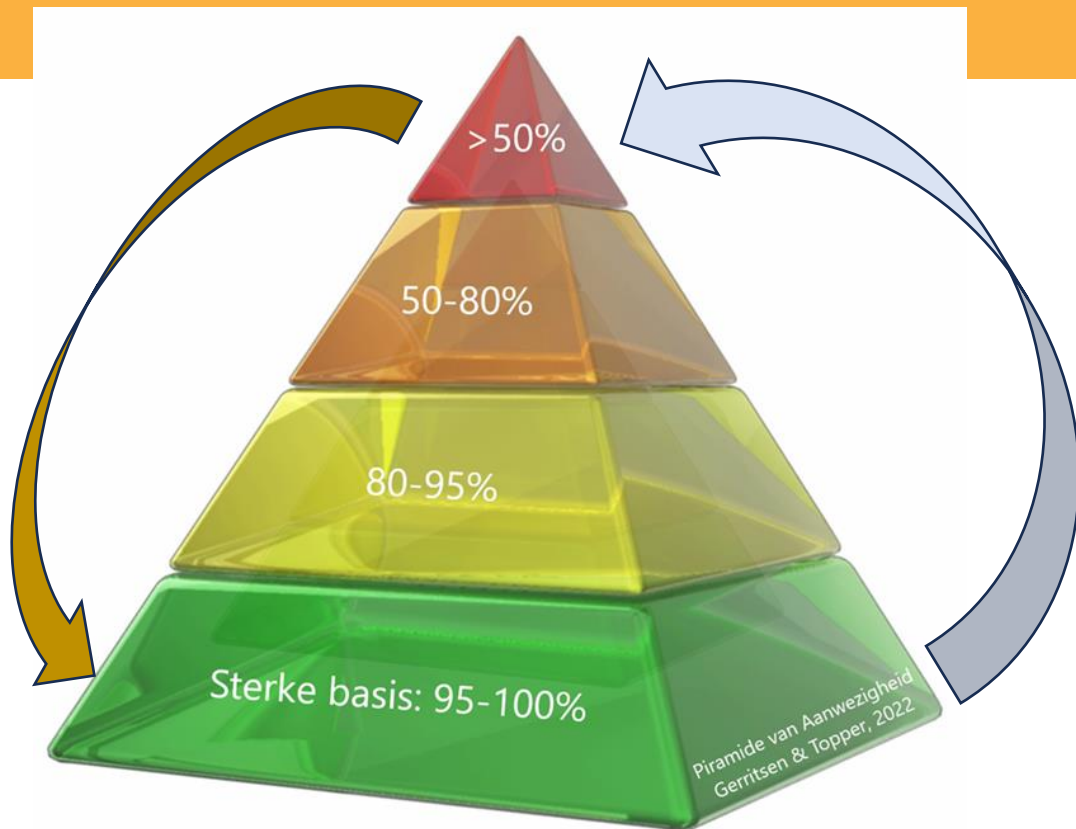 >50%
50-80%
80-95%
Sterke basis: 95-100%
Piramide van Aanwezigheid
Gerritsen & Topper, 2022